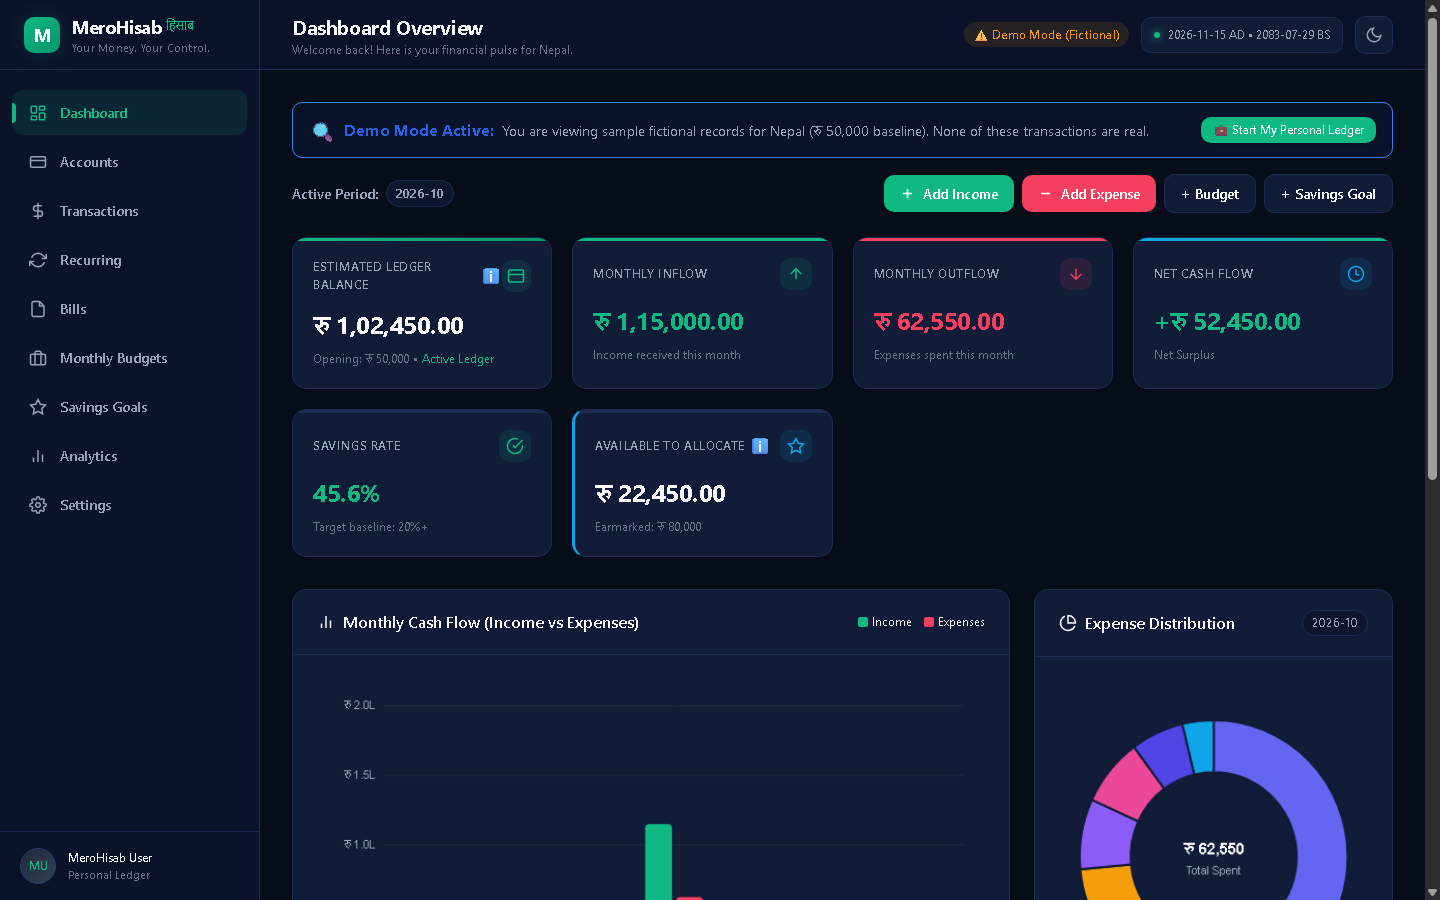 M
MeroHisab हिसाब
Your Money. Your Control.
Dashboard
Accounts
Transactions
Recurring
Bills
Monthly Budgets
Savings Goals
Analytics
Settings
MU
MeroHisab User
Personal Ledger
Dashboard Overview
Welcome back! Here is your financial pulse for Nepal.
⚠️ Demo Mode (Fictional)
2026-11-15 AD • 2083-07-29 BS
Demo Mode Active: You are viewing sample fictional records for Nepal (रु 50,000 baseline). None of these transactions are real.
Start My Personal Ledger
Active Period: 2026-10
+ Add Income
− Add Expense
+ Budget
+ Savings Goal
ESTIMATED LEDGER
BALANCE
रु 1,02,450.00
Opening: रु 50,000 • Active Ledger
MONTHLY INFLOW
रु 1,15,000.00
Income received this month
MONTHLY OUTFLOW
रु 62,550.00
Expenses spent this month
NET CASH FLOW
+रु 52,450.00
Net Surplus
SAVINGS RATE
45.6%
Target baseline: 20%+
AVAILABLE TO ALLOCATE ℹ️
रु 22,450.00
Earmarked: रु 80,000
Monthly Cash Flow (Income vs Expenses)
Income
Expenses
रु 2.0L
रु 1.5L
रु 1.0L
Expense Distribution
2026-10
रु 62,550
Total Spent